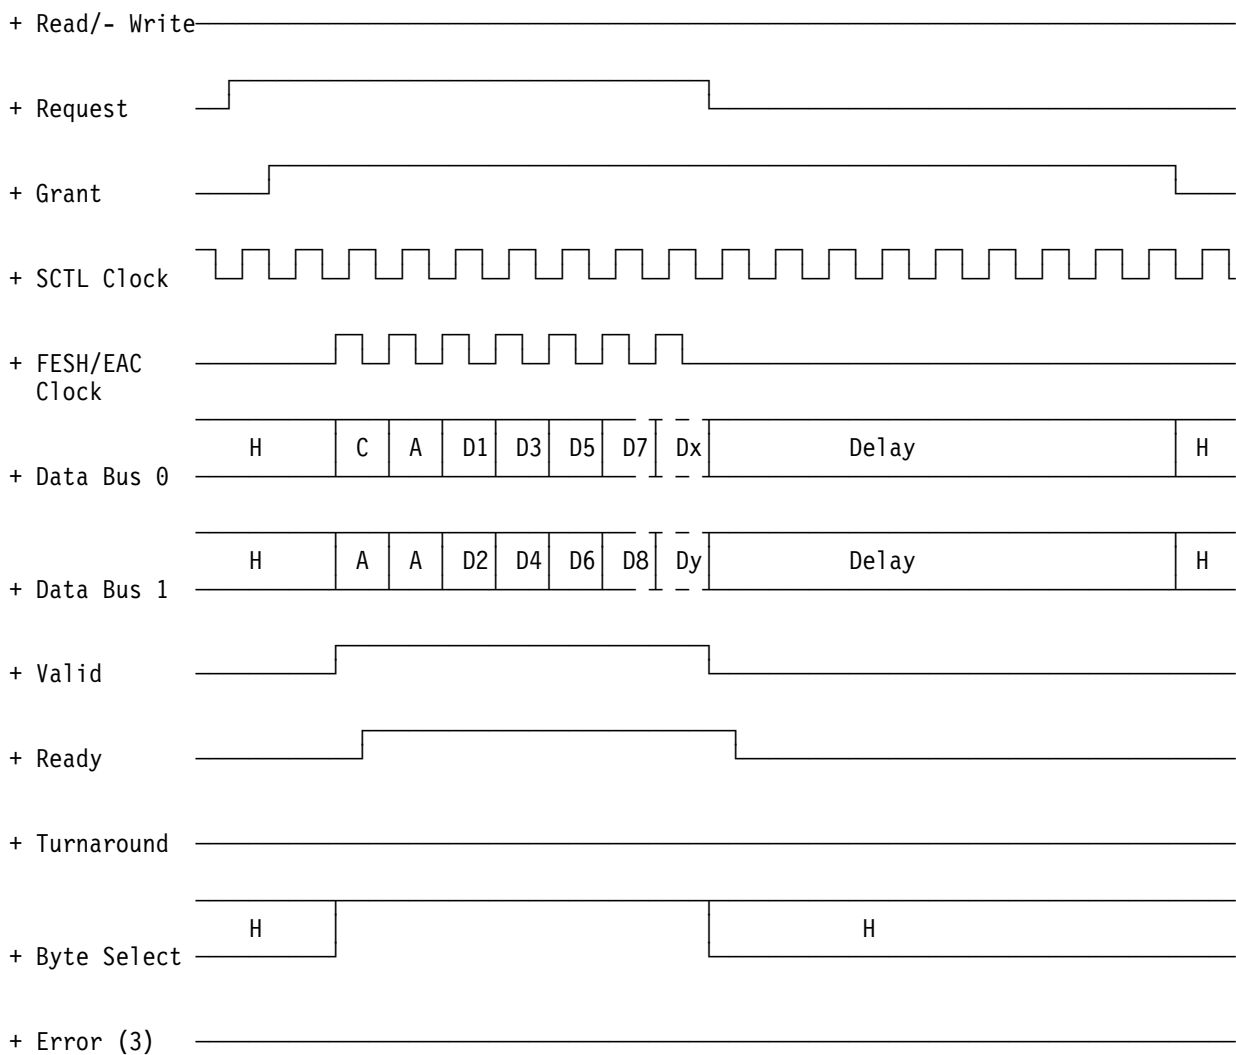 + Read/- Write
+ Request
+ Grant
+ SCTL Clock
+ FESH/EAC
Clock
H C A D1 D3 D5 D7 Dx Delay H
+ Data Bus 0
H A A D2 D4 D6 D8 Dy Delay H
+ Data Bus 1
+ Valid
+ Ready
+ Turnaround
H H
+ Byte Select
+ Error (3)